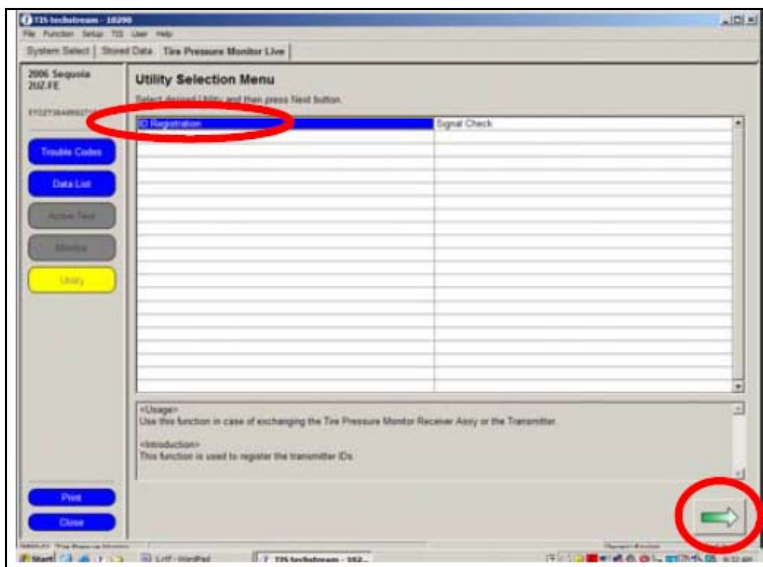 TIS techstream - 10290
File Function Setup TIS User Help
System Select Stored Data Tire Pressure Monitor Live
2006 Sequoia
2UZ-FE
Utility Selection Menu
Select desired Utility and then press Next button.
ID Registration Signal Check
Trouble Codes
Data List
Active Test
Monitor
Utility
<Usage>
Use this function in case of exchanging the Tire Pressure Monitor Receiver Assy or the Transmitter.
<Introduction>
This function is used to register the transmitter IDs.
Print
Close
Start WordPad TIS techstream - 102... 9:12 AM